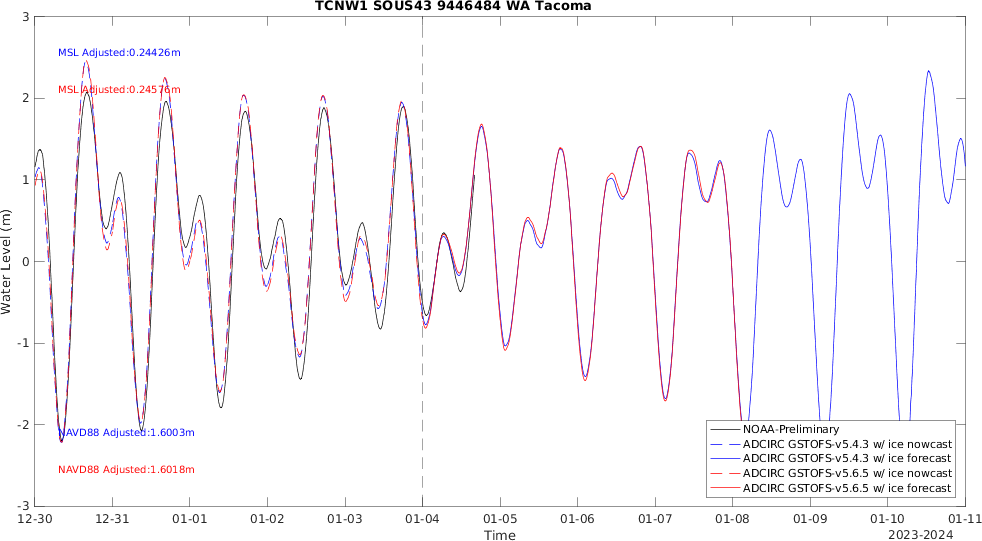 TCNW1 SOUS43 9446484 WA Tacoma
3
2
1
0
-1
-2
-3
Water Level (m)
MSL Adjusted:0.24426m
MSL Adjusted:0.24576m
NAVD88 Adjusted:1.6003m
NAVD88 Adjusted:1.6018m
NOAA-Preliminary
ADCIRC GSTOFS-v5.4.3 w/ ice nowcast
ADCIRC GSTOFS-v5.4.3 w/ ice forecast
ADCIRC GSTOFS-v5.6.5 w/ ice nowcast
ADCIRC GSTOFS-v5.6.5 w/ ice forecast
12-30 12-31 01-01 01-02 01-03 01-04 01-05 01-06 01-07 01-08 01-09 01-10 01-11
Time
2023-2024